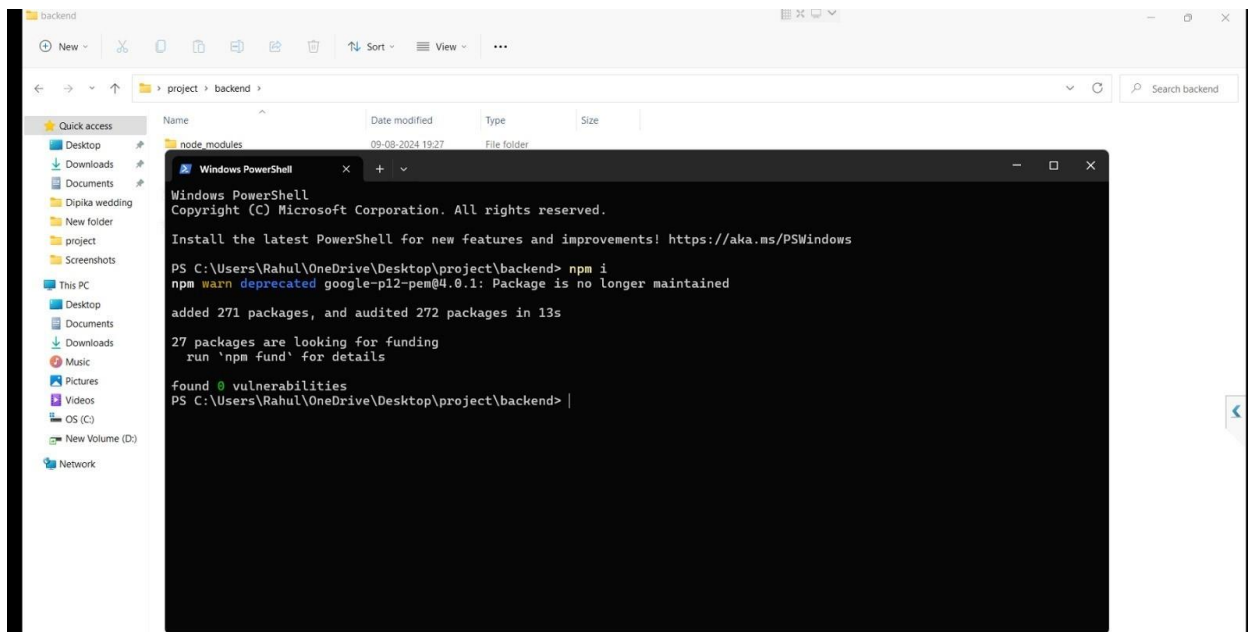 backend
New
Sort
View
project > backend >
Search backend
Name Date modified Type Size
node_modules 09-08-2024 19:27 File folder
Quick access
Desktop
Downloads
Documents
Dipika wedding
New folder
project
Screenshots
This PC
Desktop
Documents
Downloads
Music
Pictures
Videos
OS (C:)
New Volume (D:)
Network
Windows PowerShell
Windows PowerShell
Copyright (C) Microsoft Corporation. All rights reserved.
Install the latest PowerShell for new features and improvements! https://aka.ms/PSWindows
PS C:\Users\Rahul\OneDrive\Desktop\project\backend> npm i
npm warn deprecated google-p12-pem@4.0.1: Package is no longer maintained
added 271 packages, and audited 272 packages in 13s
27 packages are looking for funding
run `npm fund` for details
found 0 vulnerabilities
PS C:\Users\Rahul\OneDrive\Desktop\project\backend>